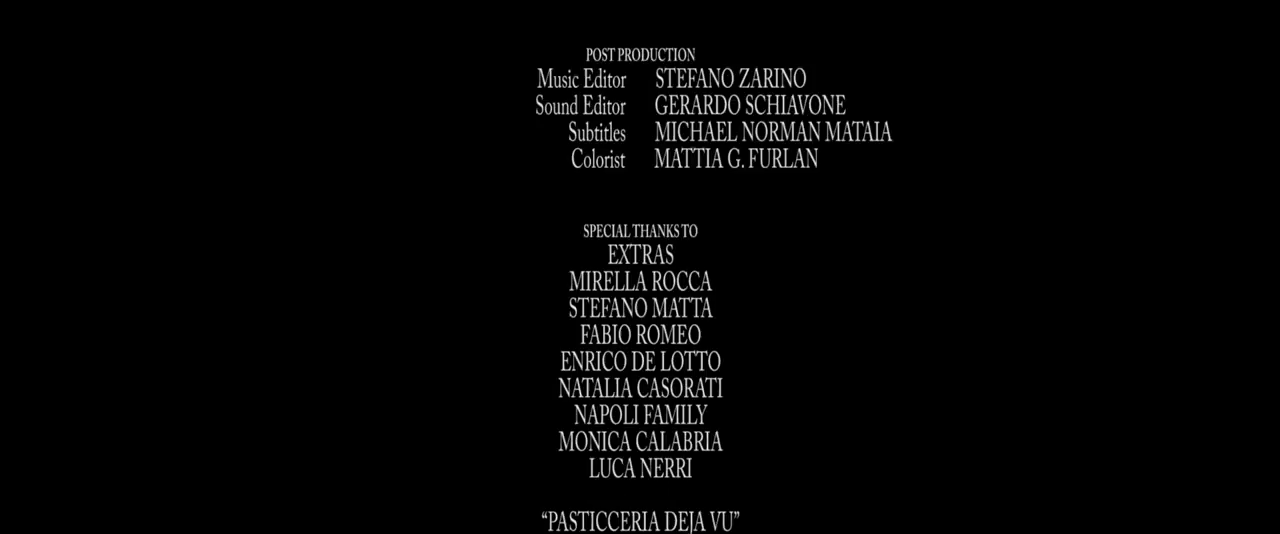 POST PRODUCTION
Music Editor STEFANO ZARINO
Sound Editor GERARDO SCHIAVONE
Subtitles MICHAEL NORMAN MATAIA
Colorist MATTIA G. FURLAN
SPECIAL THANKS TO
EXTRAS
MIRELLA ROCCA
STEFANO MATTA
FABIO ROMEO
ENRICO DE LOTTO
NATALIA CASORATI
NAPOLI FAMILY
MONICA CALABRIA
LUCA NERRI
“PASTICCERIA DEJA VU”